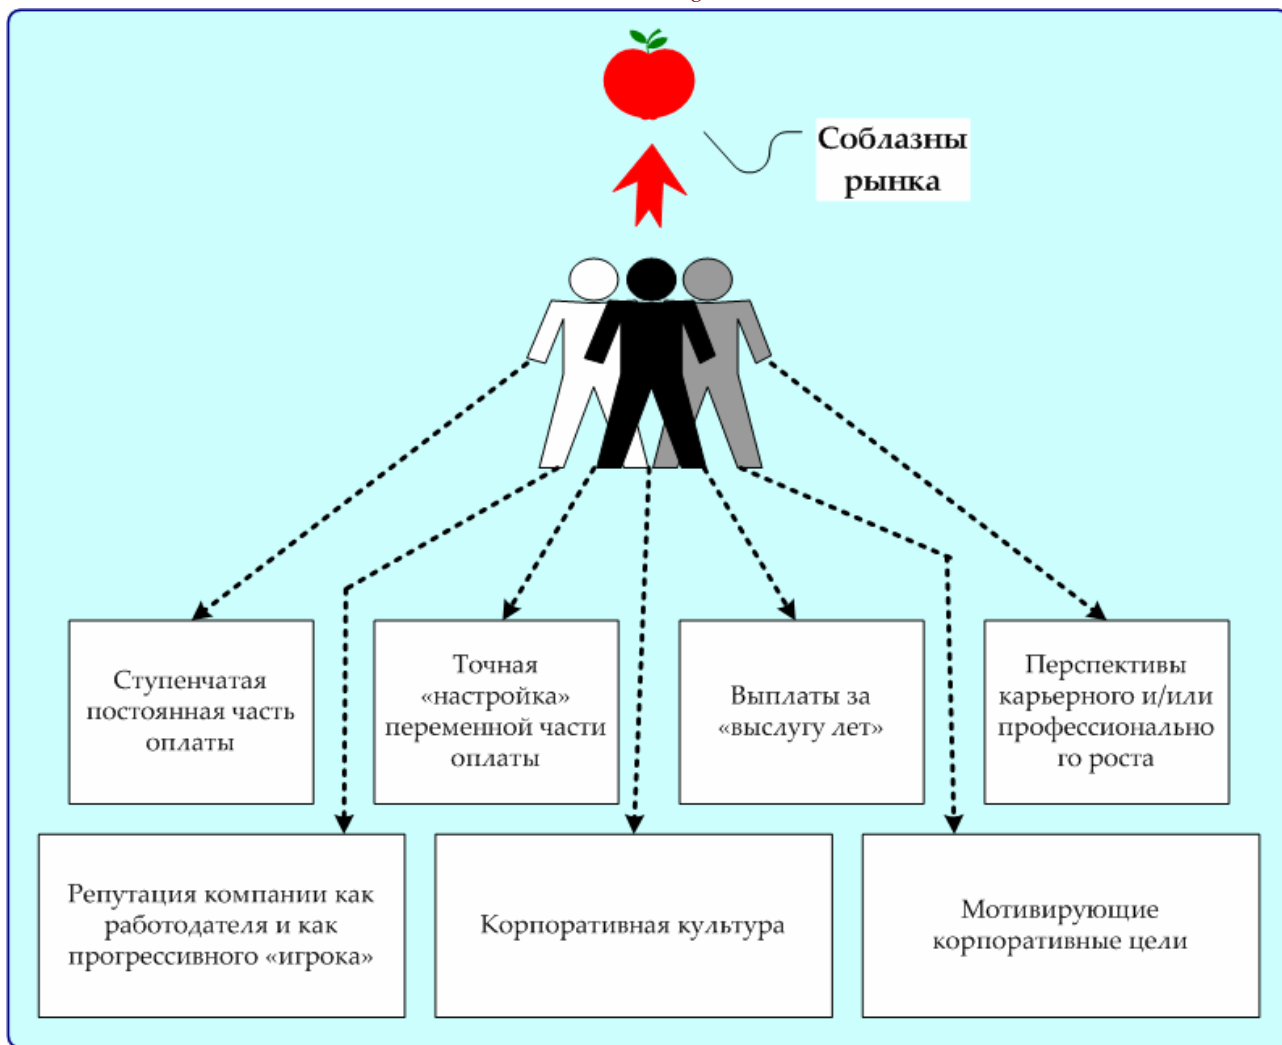 Соблазны
рынка
Ступенчатая
постоянная часть
оплаты
Точная
«настройка»
переменной части
оплаты
Выплаты за
«выслугу лет»
Перспективы
карьерного и/или
профессионально
го роста
Репутация компании как
работодателя и как
прогрессивного «игрока»
Корпоративная культура
Мотивирующие
корпоративные цели